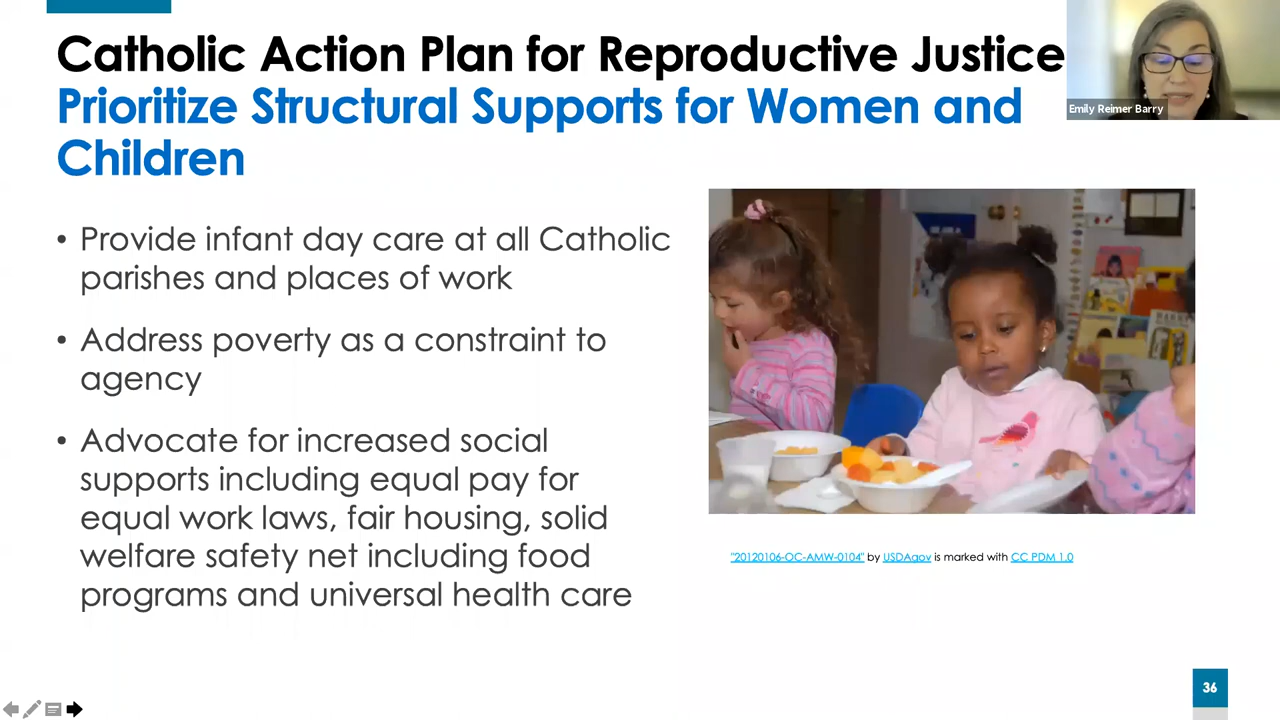 Catholic Action Plan for Reproductive Justice
Prioritize Structural Supports for Women and
Children
Emily Reimer Barry
• Provide infant day care at all Catholic
parishes and places of work
• Address poverty as a constraint to
agency
• Advocate for increased social
supports including equal pay for
equal work laws, fair housing, solid
welfare safety net including food
programs and universal health care
"20120106-OC-AMW-0104" by USDAgov is marked with CC PDM 1.0
36